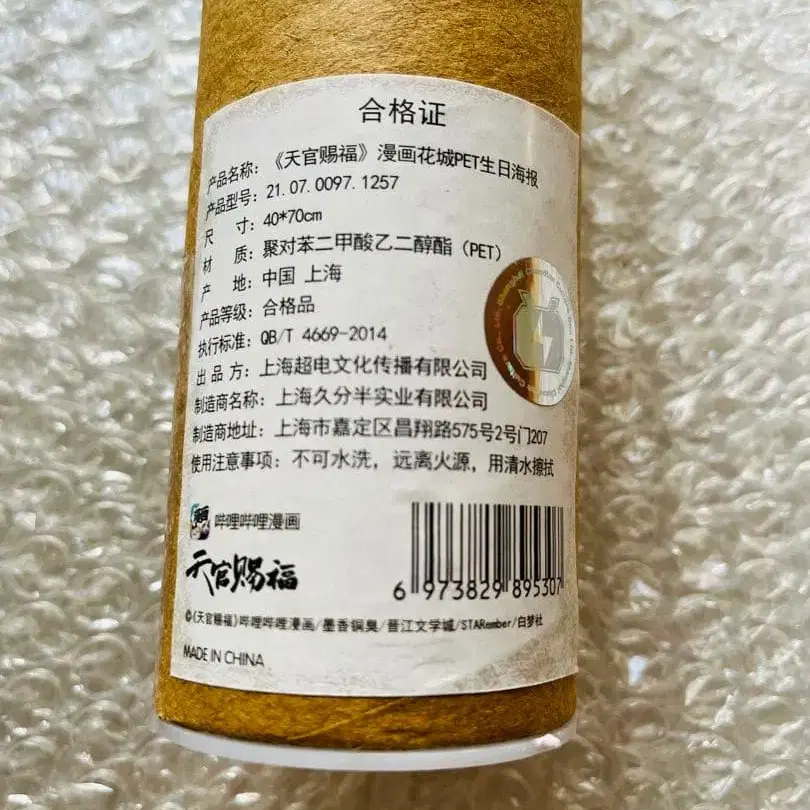 合格证
产品名称：《天官赐福》漫画花城PET生日海报
产品型号：21.07.0097.1257
尺 寸：40*70cm
材 质：聚对苯二甲酸乙二醇酯（PET）
产 地：中国 上海
产品等级：合格品
执行标准：QB/T 4669-2014
出 品 方：上海超电文化传播有限公司
制造商名称：上海久分半实业有限公司
制造商地址：上海市嘉定区昌翔路575号2号门207
使用注意事项：不可水洗，远离火源，用清水擦拭
哔哩哔哩漫画
天官赐福
6 973829 895307
©《天官赐福》哔哩哔哩漫画/墨香铜臭/晋江文学城/STARember/白梦社
MADE IN CHINA